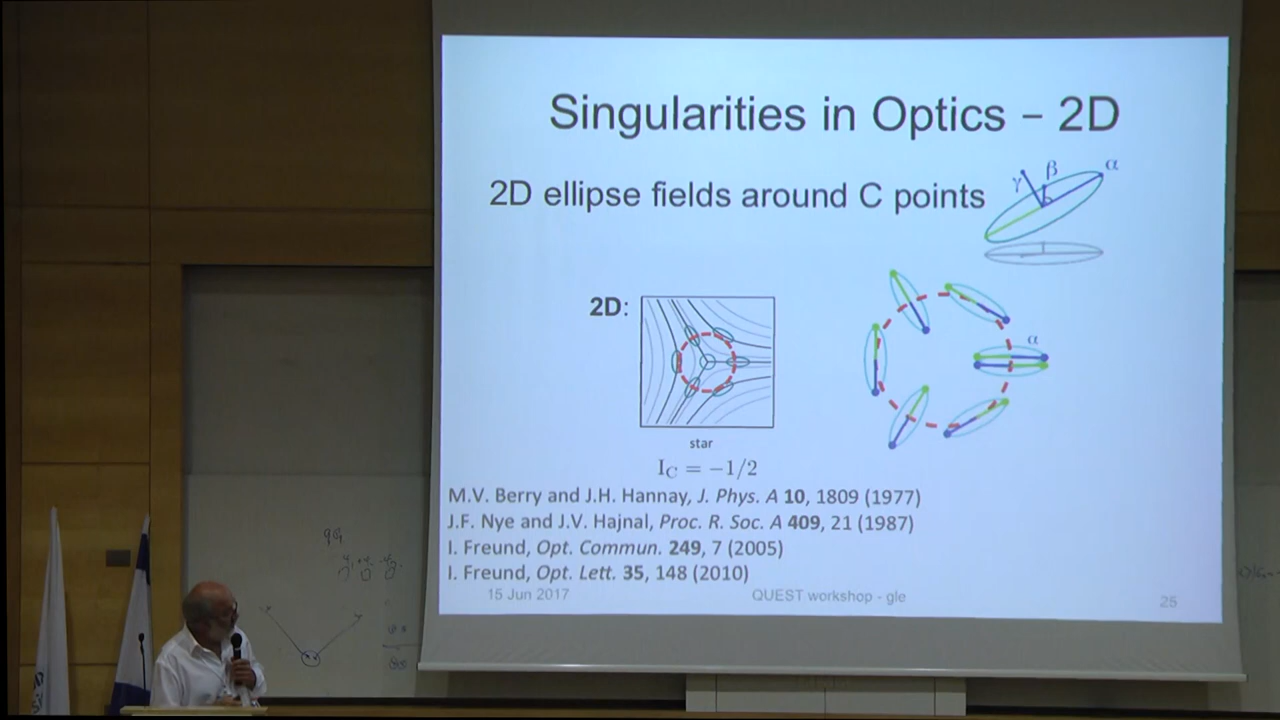 Singularities in Optics – 2D
2D ellipse fields around C points
γ β α
2D:
α
star
I_C = −1/2
M.V. Berry and J.H. Hannay, J. Phys. A 10, 1809 (1977)
J.F. Nye and J.V. Hajnal, Proc. R. Soc. A 409, 21 (1987)
I. Freund, Opt. Commun. 249, 7 (2005)
I. Freund, Opt. Lett. 35, 148 (2010)
15 Jun 2017 QUEST workshop - gle 25